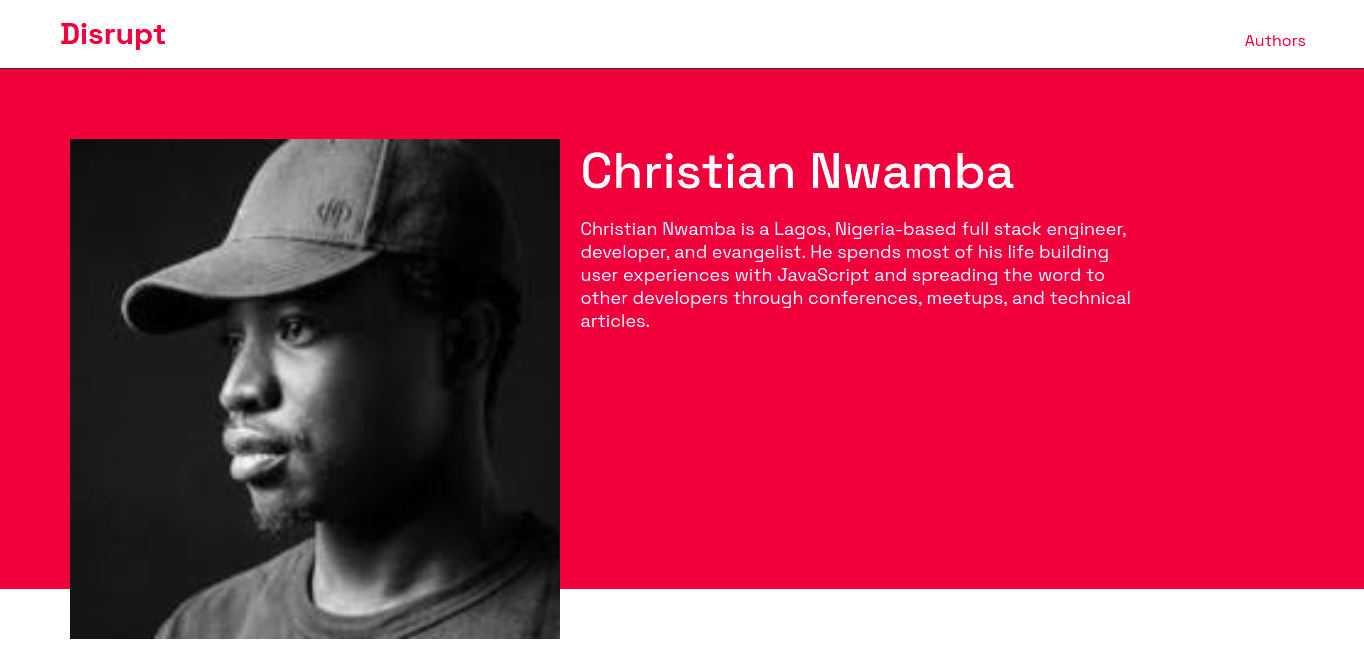 Disrupt
Authors
Christian Nwamba
Christian Nwamba is a Lagos, Nigeria-based full stack engineer,
developer, and evangelist. He spends most of his life building
user experiences with JavaScript and spreading the word to
other developers through conferences, meetups, and technical
articles.